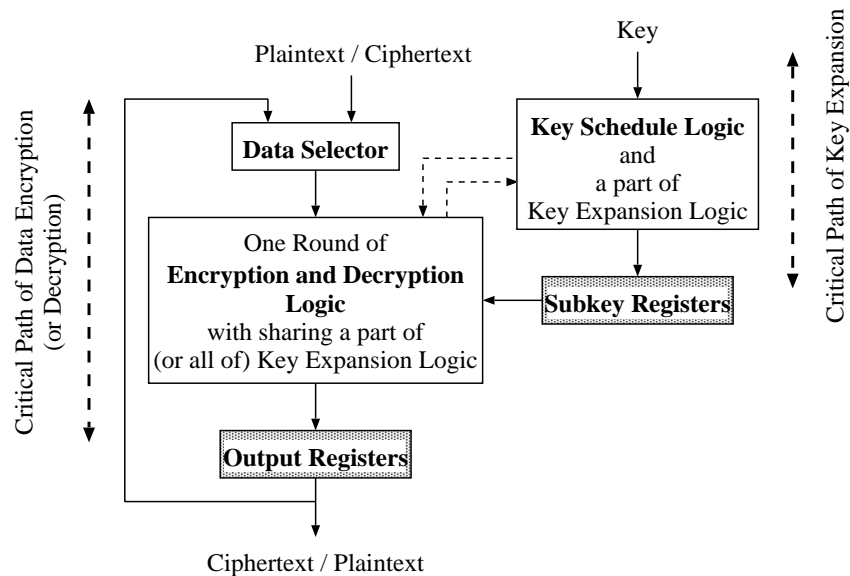 Key
Plaintext / Ciphertext
Data Selector
Key Schedule Logic
and
a part of
Key Expansion Logic
One Round of
Encryption and Decryption
Logic
with sharing a part of
(or all of) Key Expansion Logic
Subkey Registers
Output Registers
Ciphertext / Plaintext
Critical Path of Data Encryption
(or Decryption)
Critical Path of Key Expansion